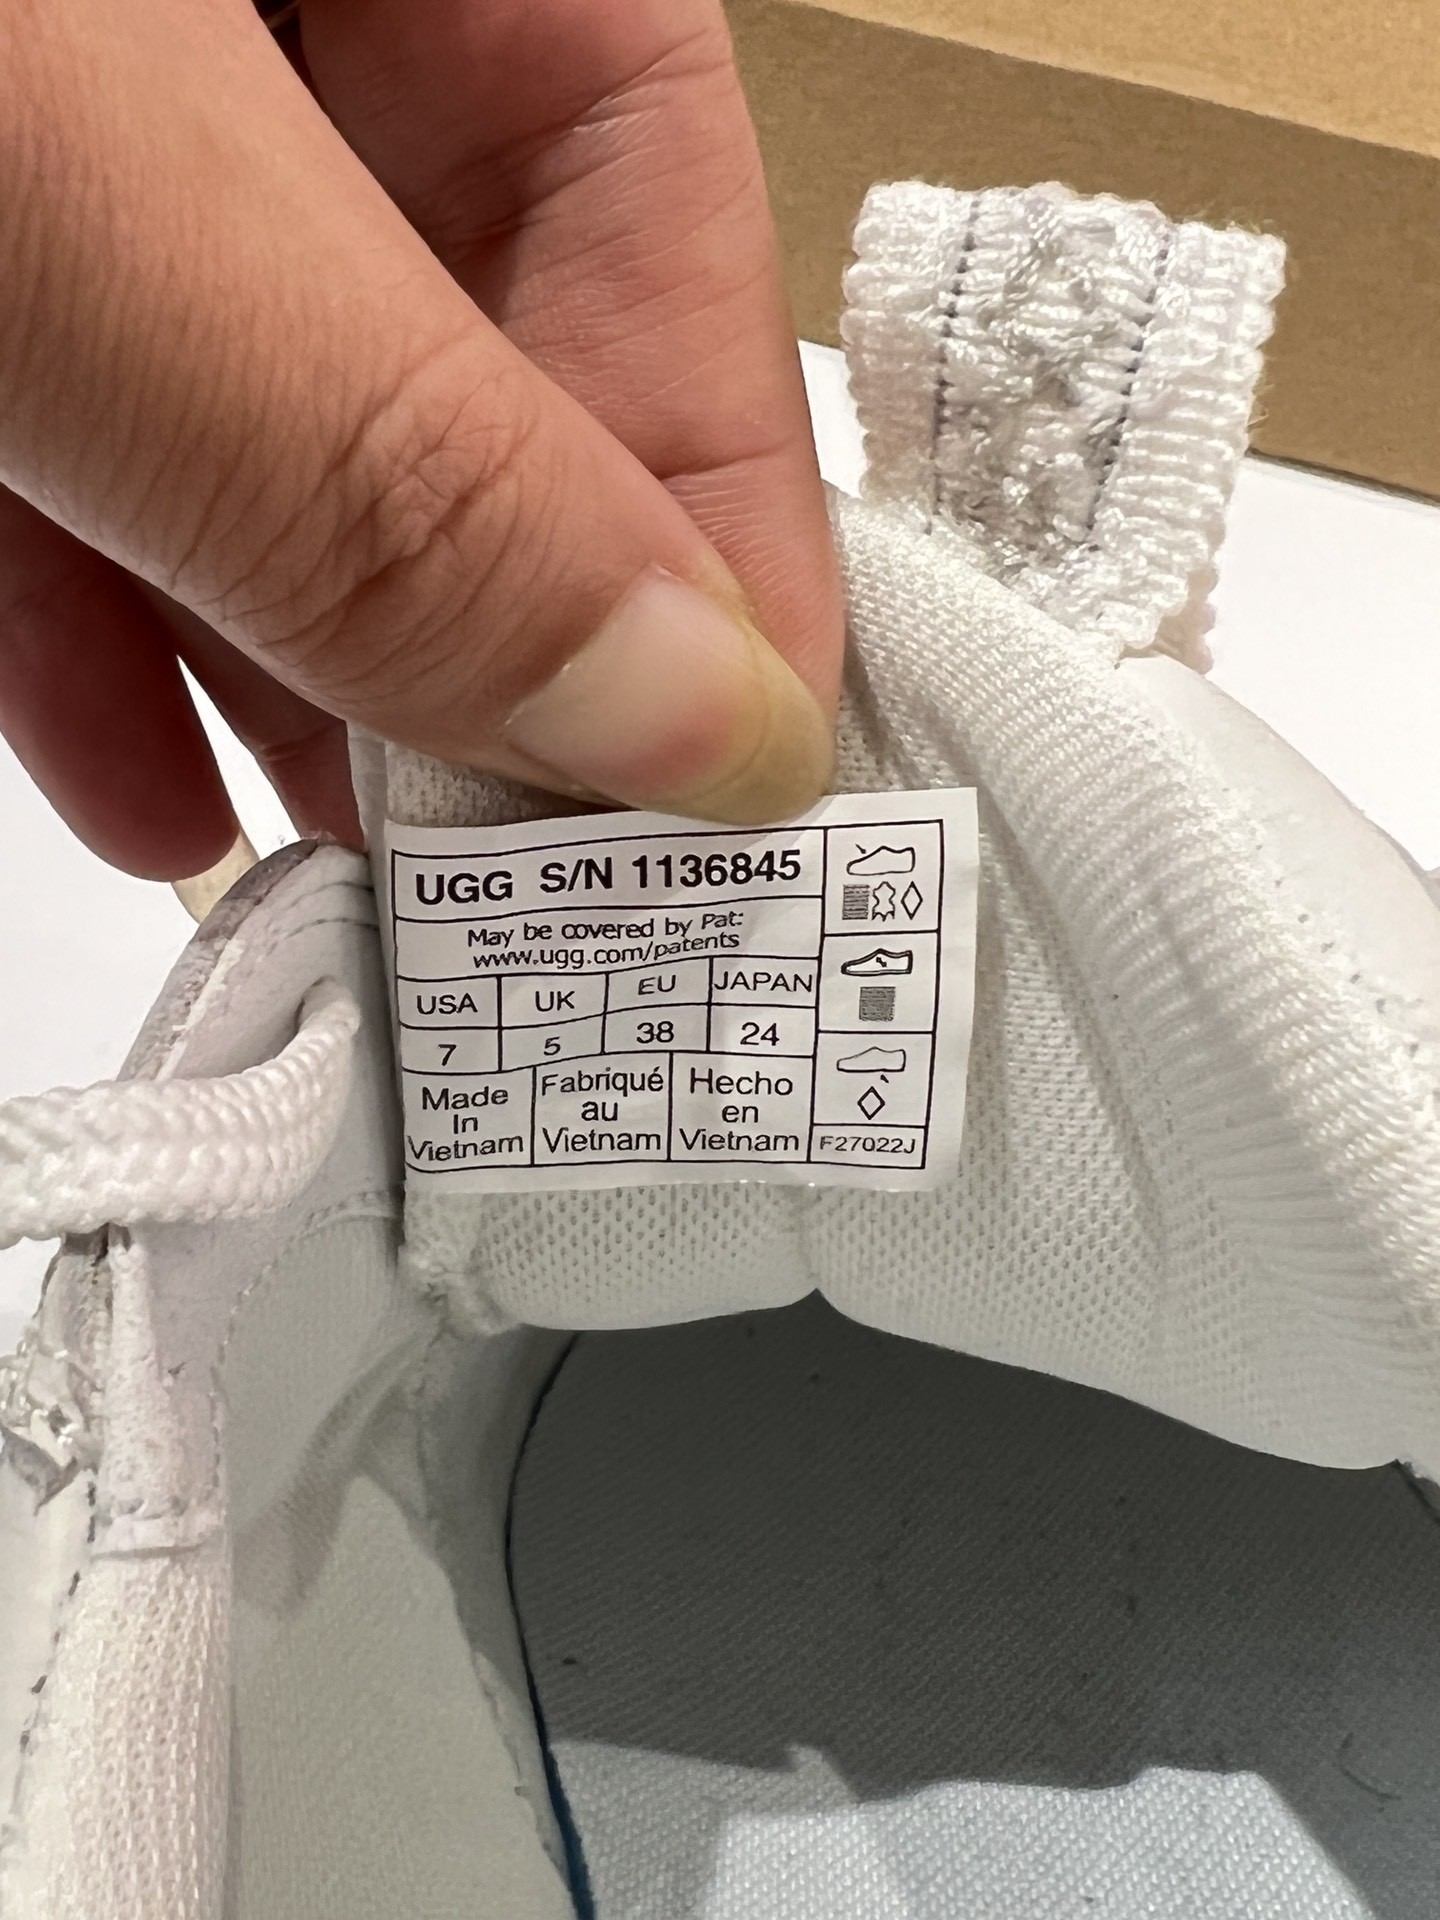 UGG S/N 1136845
May be covered by Pat:
www.ugg.com/patents
USA UK EU JAPAN
7 5 38 24
Made In Vietnam
Fabriqué au Vietnam
Hecho en Vietnam
F27022J